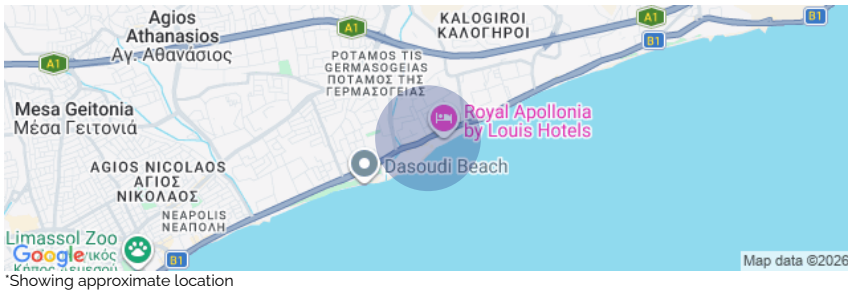 Agios
Athanasios
Αγ. Αθανάσιος
KALOGIROI
ΚΑΛΟΓΗΡΟΙ
A1
B1
A1
B1
A1
POTAMOS TIS
GERMASOGEIAS
ΠΟΤΑΜΟΣ ΤΗΣ
ΓΕΡΜΑΣΟΓΕΙΑΣ
Mesa Geitonia
Μέσα Γειτονιά
Royal Apollonia
by Louis Hotels
Dasoudi Beach
AGIOS NICOLAOS
ΑΓΙΟΣ
ΝΙΚΟΛΑΟΣ
NEAPOLIS
ΝΕΑΠΟΛΗ
Limassol Zoo
Google
B1
Map data ©2026
*Showing approximate location